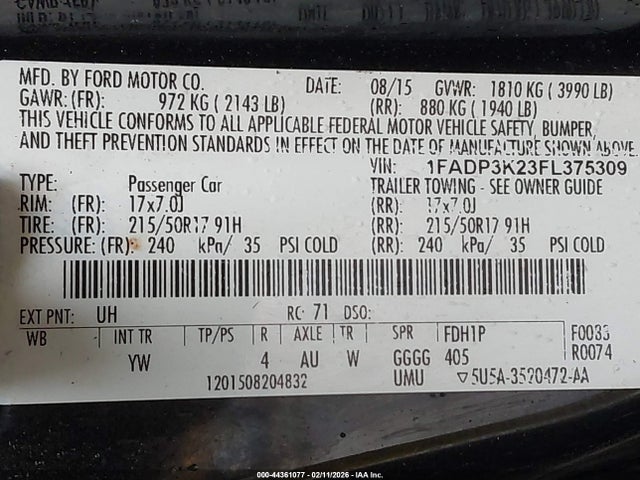 MFD. BY FORD MOTOR CO. DATE: 08/15 GVWR: 1810 KG ( 3990 LB)
GAWR: (FR): 972 KG ( 2143 LB) (RR): 880 KG ( 1940 LB)
THIS VEHICLE CONFORMS TO ALL APPLICABLE FEDERAL MOTOR VEHICLE SAFETY, BUMPER,
AND THEFT PREVENTION STANDARDS IN EFFECT ON THE DATE OF MANUFACTURE SHOWN ABOVE.
VIN: 1FADP3K23FL375309
TYPE: Passenger Car TRAILER TOWING - SEE OWNER GUIDE
RIM: (FR): 17x7.0J (RR): 17x7.0J
TIRE: (FR): 215/50R17 91H (RR): 215/50R17 91H
PRESSURE: (FR): 240 kPa/ 35 PSI COLD (RR): 240 kPa/ 35 PSI COLD
EXT PNT: UH RC: 71 DSO:
WB INT TR TP/PS R AXLE TR SPR FDH1P F0033
YW 4 AU W GGGG 405 R0074
1201508204832 UMU ▽5U5A-3520472-AA
000-44361077 - 02/11/2026 - IAA Inc.